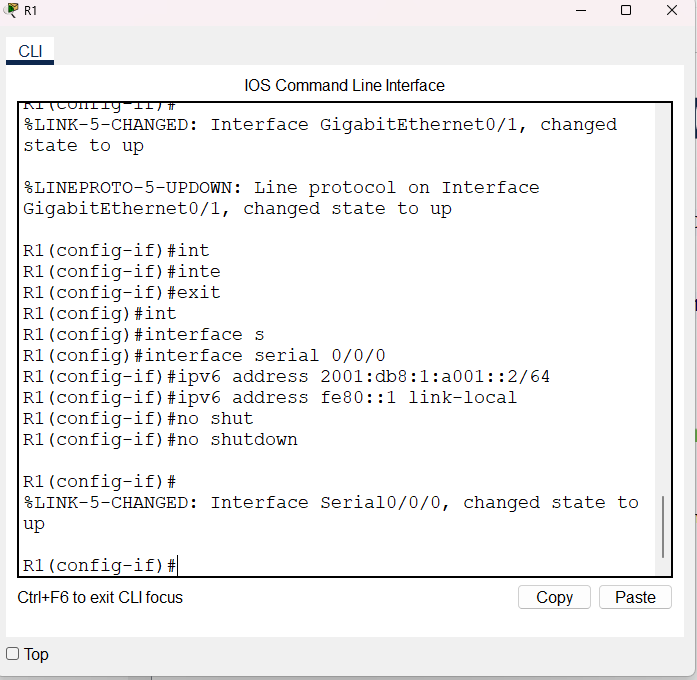 R1
CLI
IOS Command Line Interface
R1(config-if)#
%LINK-5-CHANGED: Interface GigabitEthernet0/1, changed
state to up
%LINEPROTO-5-UPDOWN: Line protocol on Interface
GigabitEthernet0/1, changed state to up
R1(config-if)#int
R1(config-if)#inte
R1(config-if)#exit
R1(config)#int
R1(config)#interface s
R1(config)#interface serial 0/0/0
R1(config-if)#ipv6 address 2001:db8:1:a001::2/64
R1(config-if)#ipv6 address fe80::1 link-local
R1(config-if)#no shut
R1(config-if)#no shutdown
R1(config-if)#
%LINK-5-CHANGED: Interface Serial0/0/0, changed state to
up
R1(config-if)#
Ctrl+F6 to exit CLI focus
Copy
Paste
Top